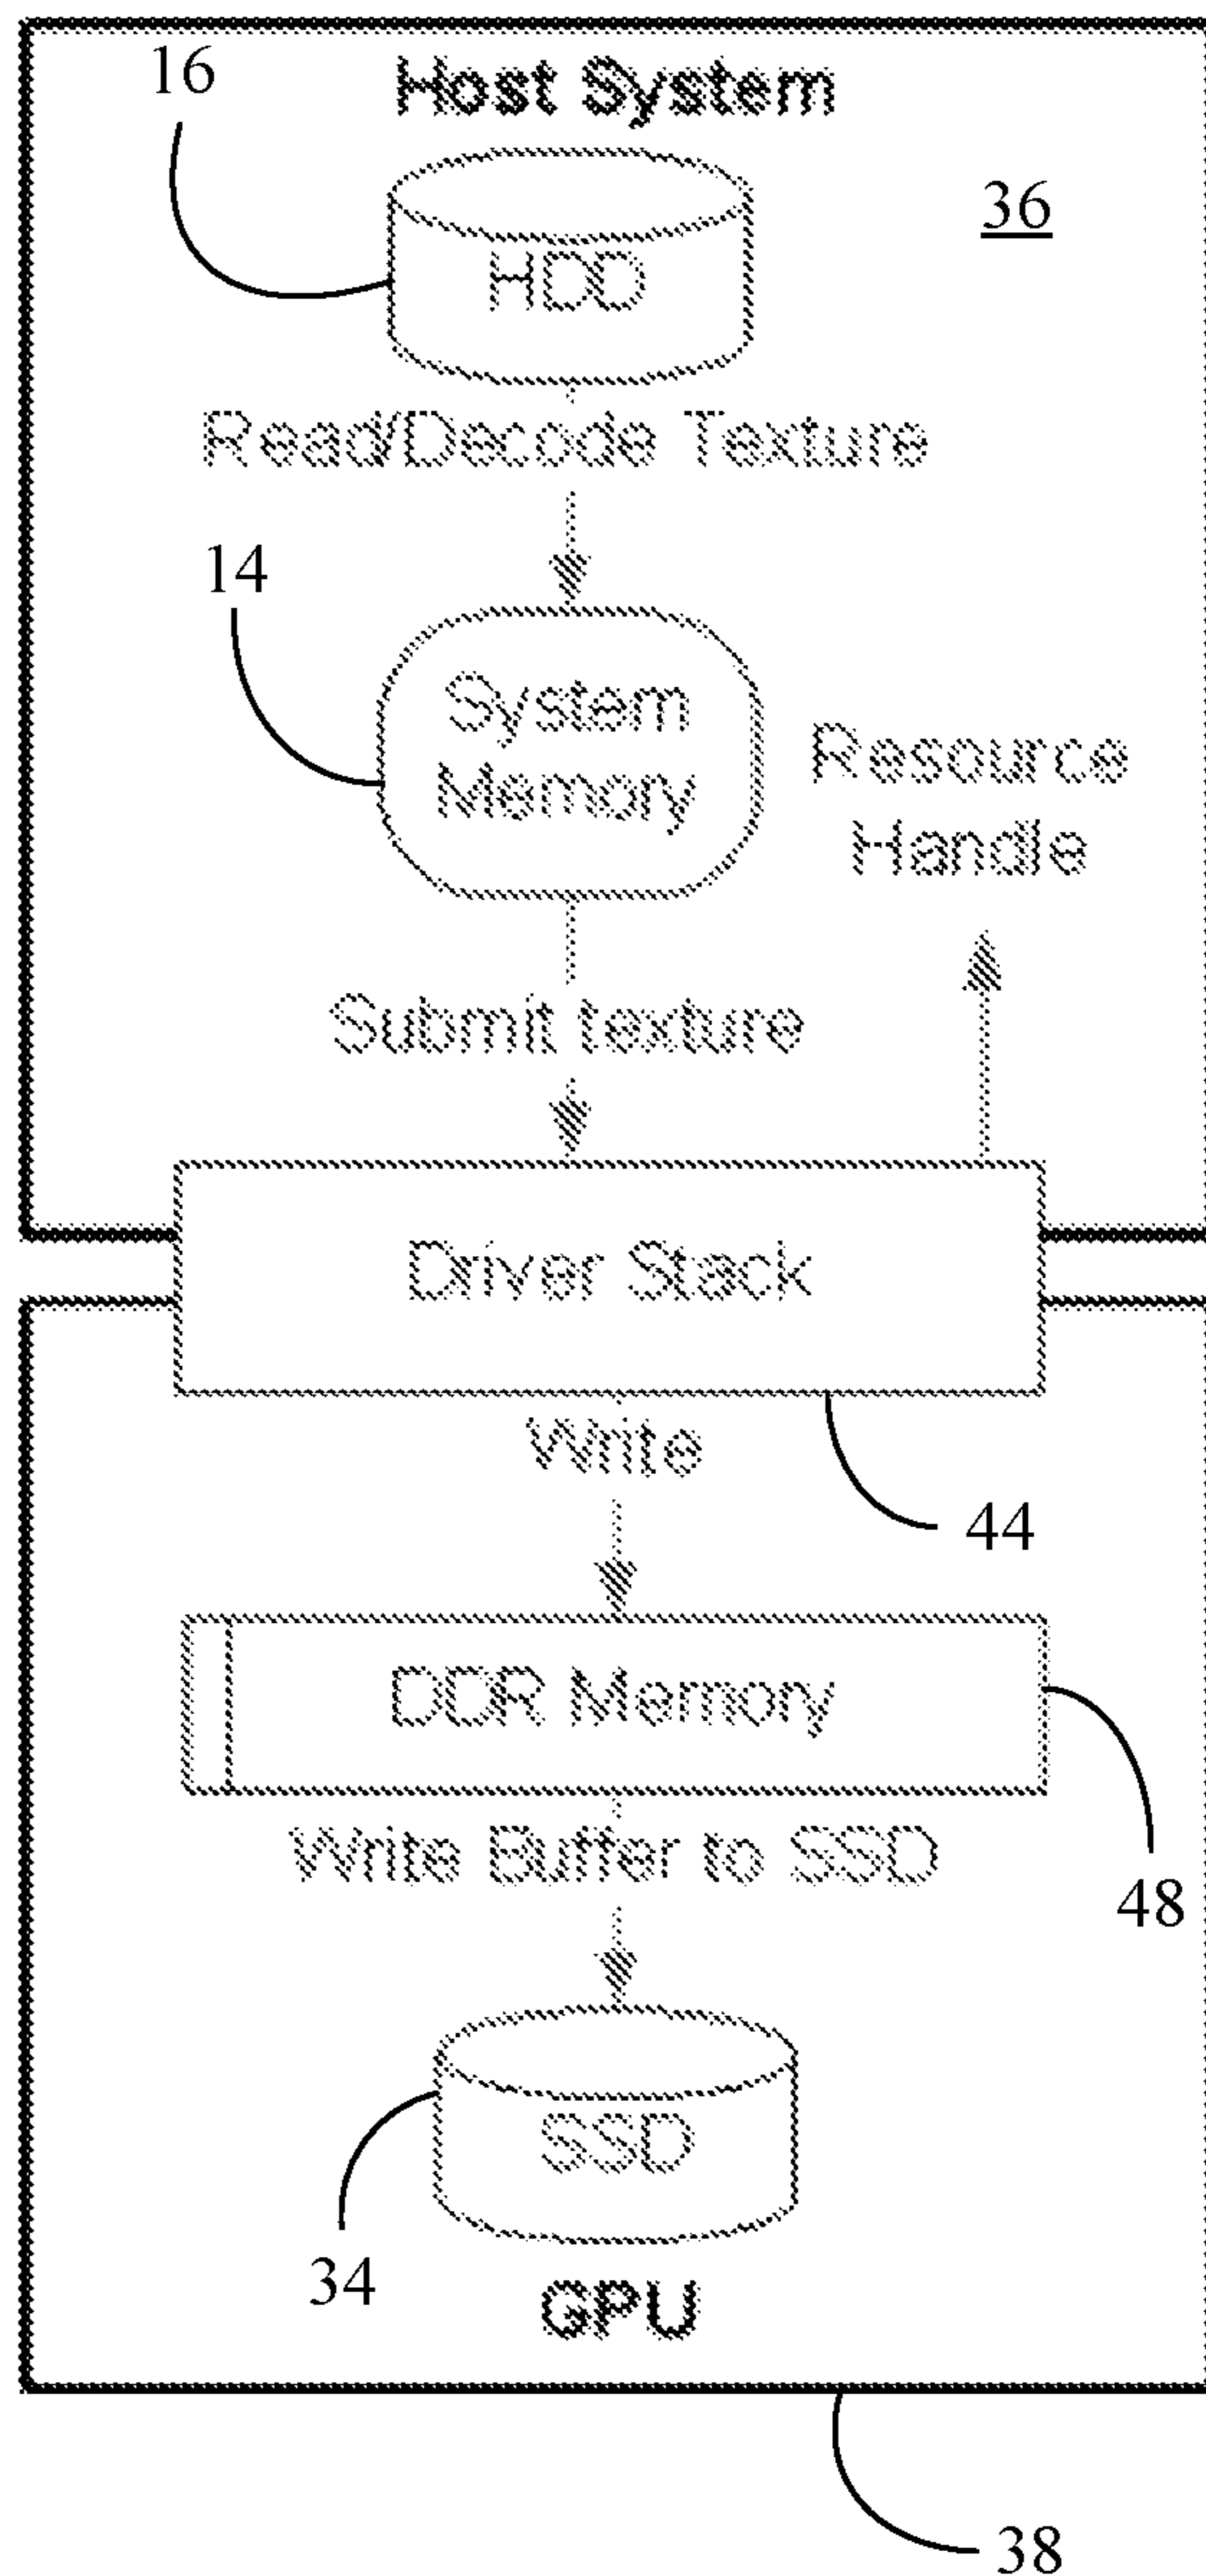 16
Host System
36
HDD
Read/Decode Texture
14
System
Memory
Resource
Handle
Submit texture
Driver Stack
Write
44
DDR Memory
Write Buffer to SSD
48
SSD
34
GPU
38